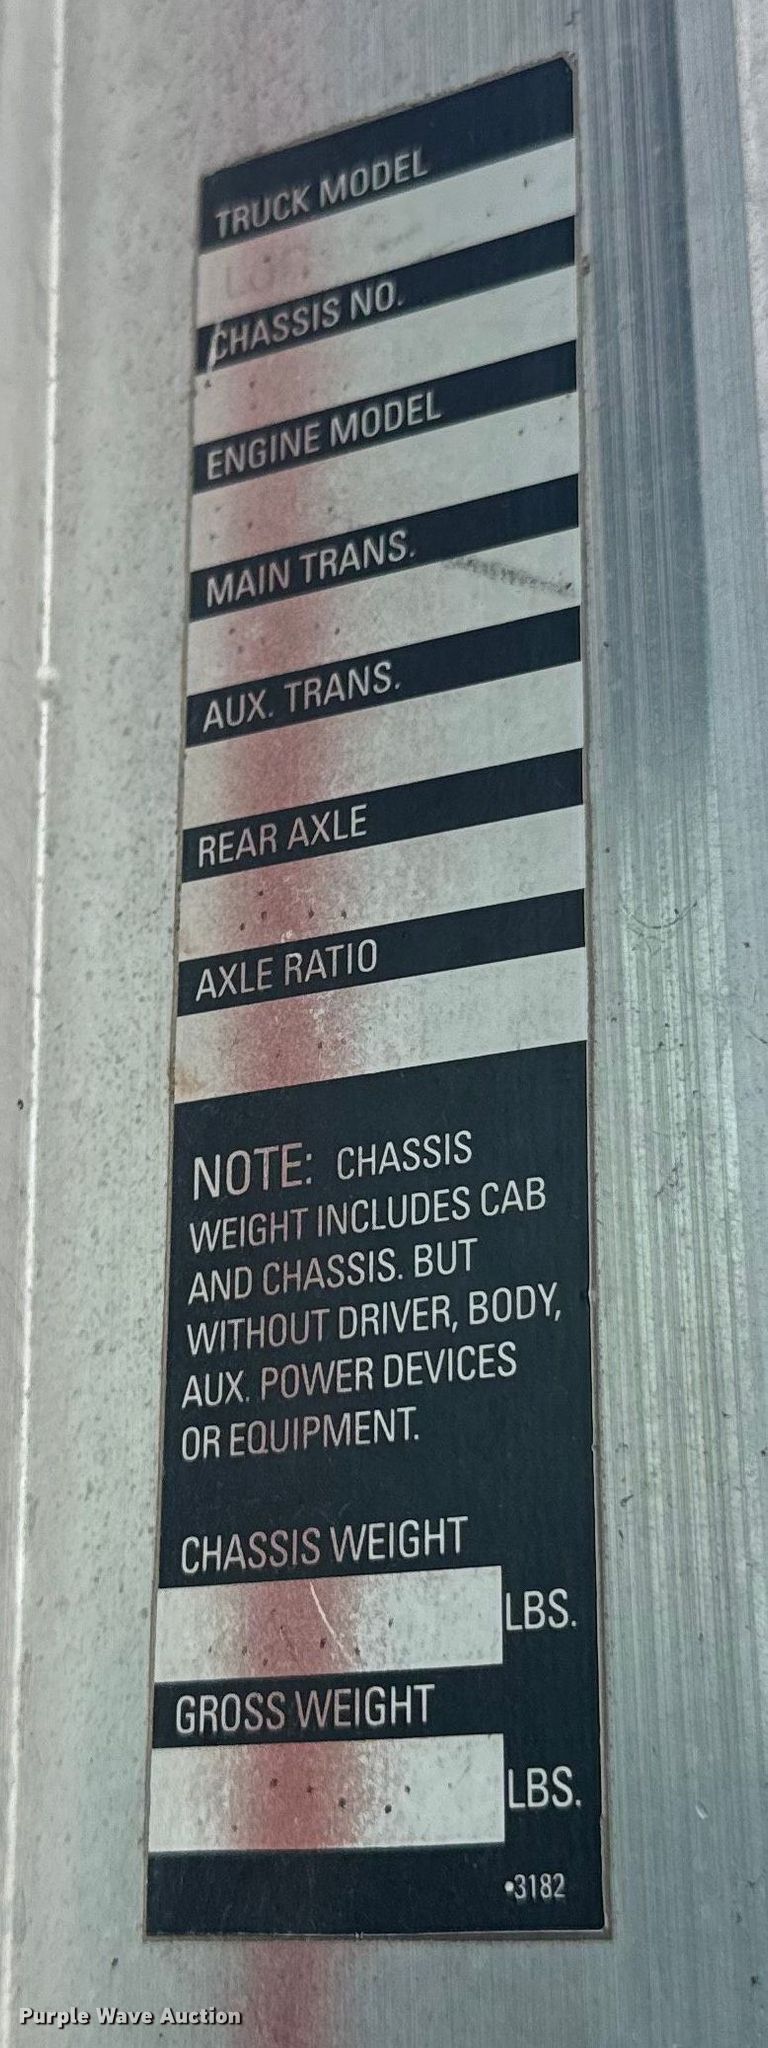 TRUCK MODEL
CHASSIS NO.
ENGINE MODEL
MAIN TRANS.
AUX. TRANS.
REAR AXLE
AXLE RATIO
NOTE: CHASSIS
WEIGHT INCLUDES CAB
AND CHASSIS. BUT
WITHOUT DRIVER, BODY,
AUX. POWER DEVICES
OR EQUIPMENT.
CHASSIS WEIGHT
LBS.
GROSS WEIGHT
LBS.
•3182
Purple Wave Auction